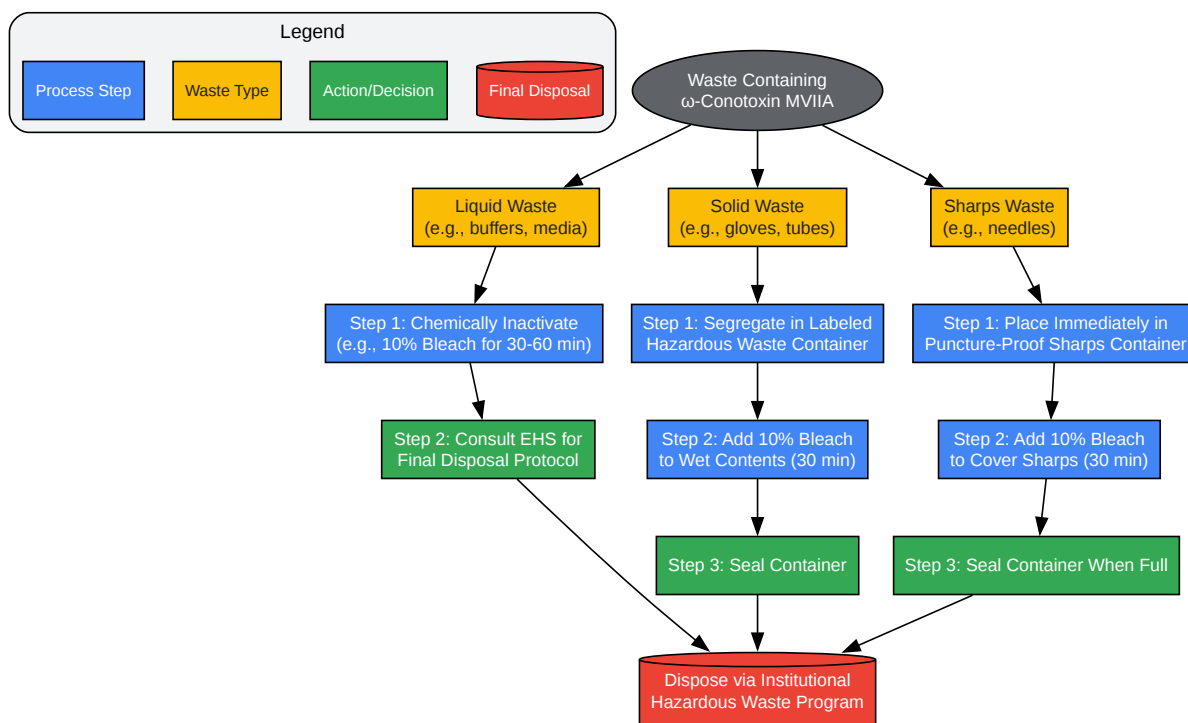 Legend
Process Step
Waste Type
Action/Decision
Final Disposal
Waste Containing
ω-Conotoxin MVIIA
Liquid Waste
(e.g., buffers, media)
Solid Waste
(e.g., gloves, tubes)
Sharps Waste
(e.g., needles)
Step 1: Chemically Inactivate
(e.g., 10% Bleach for 30-60 min)
Step 1: Segregate in Labeled
Hazardous Waste Container
Step 1: Place Immediately in
Puncture-Proof Sharps Container
Step 2: Consult EHS for
Final Disposal Protocol
Step 2: Add 10% Bleach
to Wet Contents (30 min)
Step 2: Add 10% Bleach
to Cover Sharps (30 min)
Step 3: Seal Container
Step 3: Seal Container When Full
Dispose via Institutional
Hazardous Waste Program